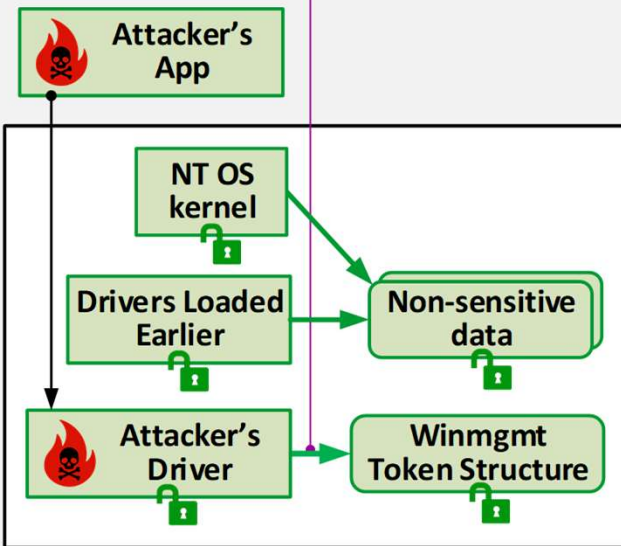 Attacker's
App
NT OS
kernel
Drivers Loaded
Earlier
Non-sensitive
data
Attacker's
Driver
Winmgmt
Token Structure